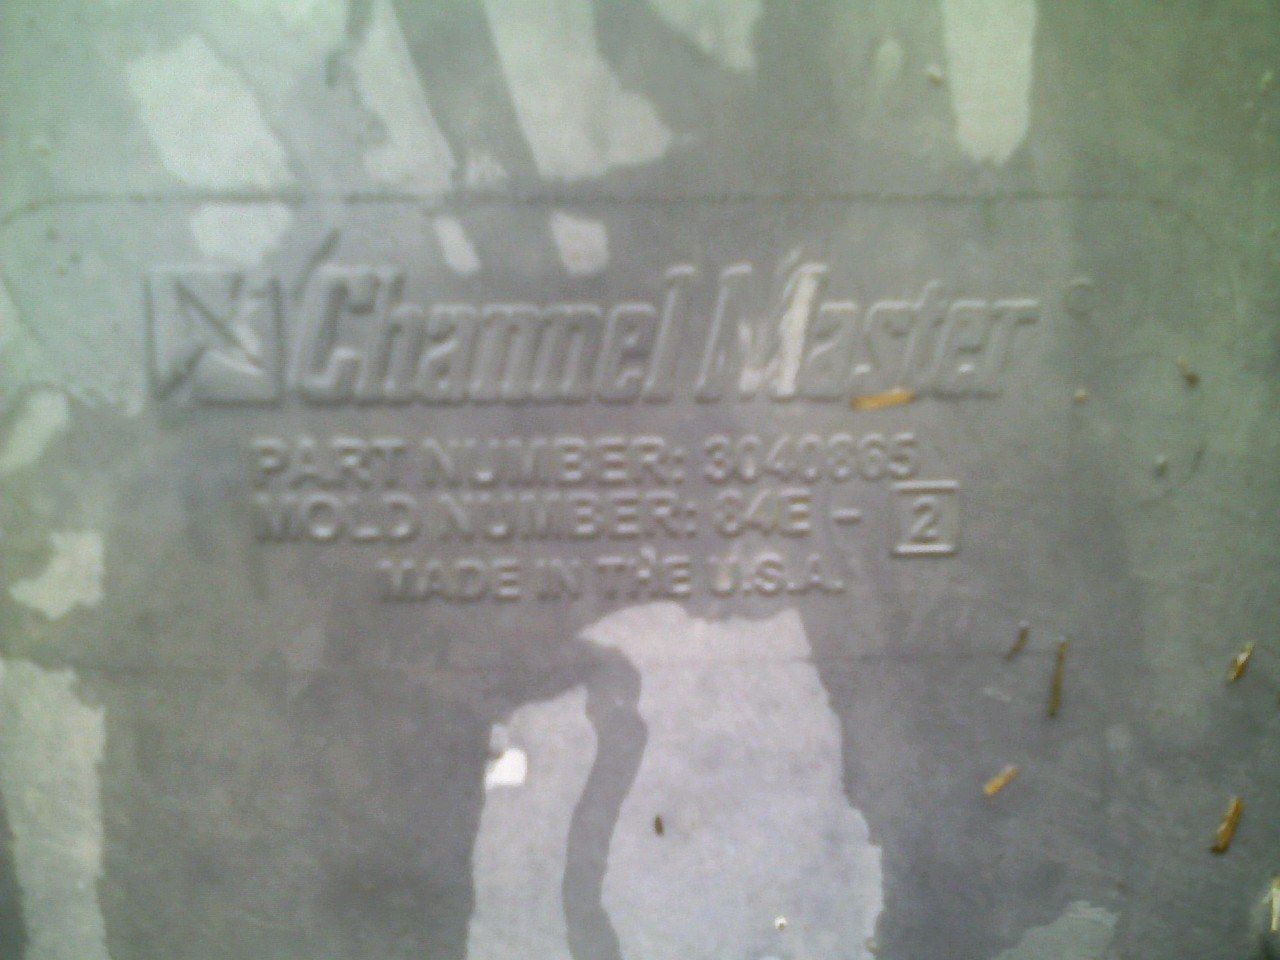 Channel Master
PART NUMBER: 3040865
MOLD NUMBER: 84E - 2
MADE IN THE U.S.A.